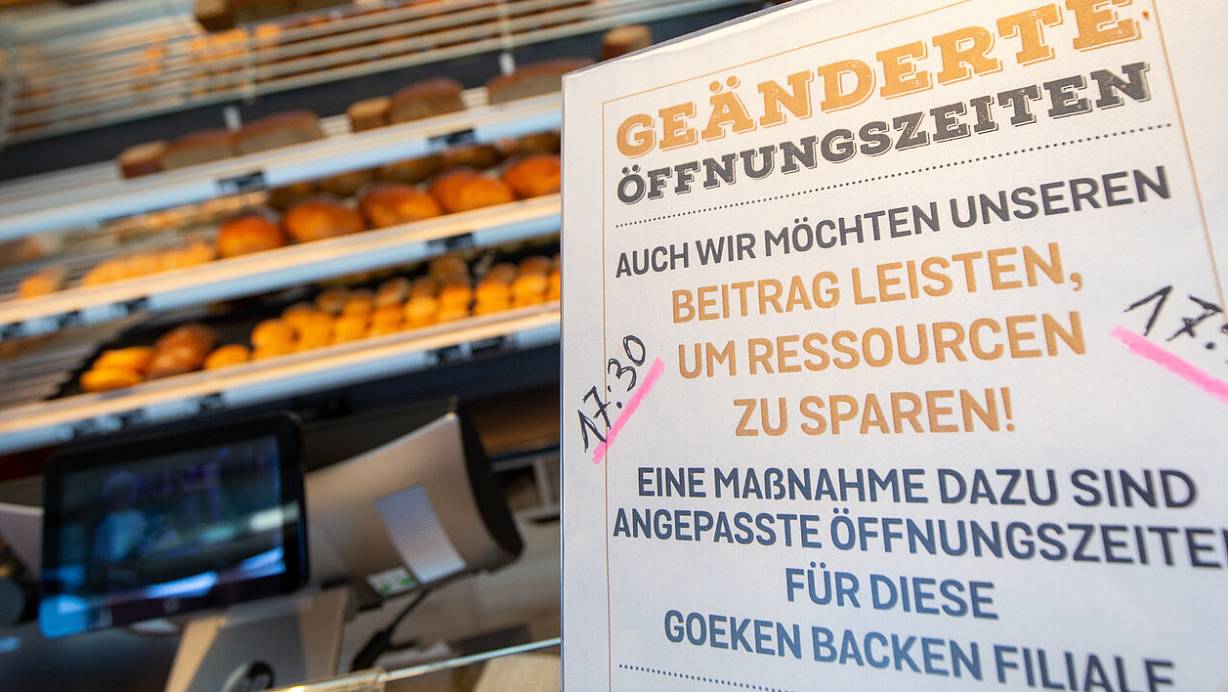 GEÄNDERTE
ÖFFNUNGSZEITEN
AUCH WIR MÖCHTEN UNSEREN
BEITRAG LEISTEN,
UM RESSOURCEN
ZU SPAREN!
17:30
17:
EINE MAßNAHME DAZU SIND
ANGEPASSTE ÖFFNUNGSZEITEN
FÜR DIESE
GOEKEN BACKEN FILIALE